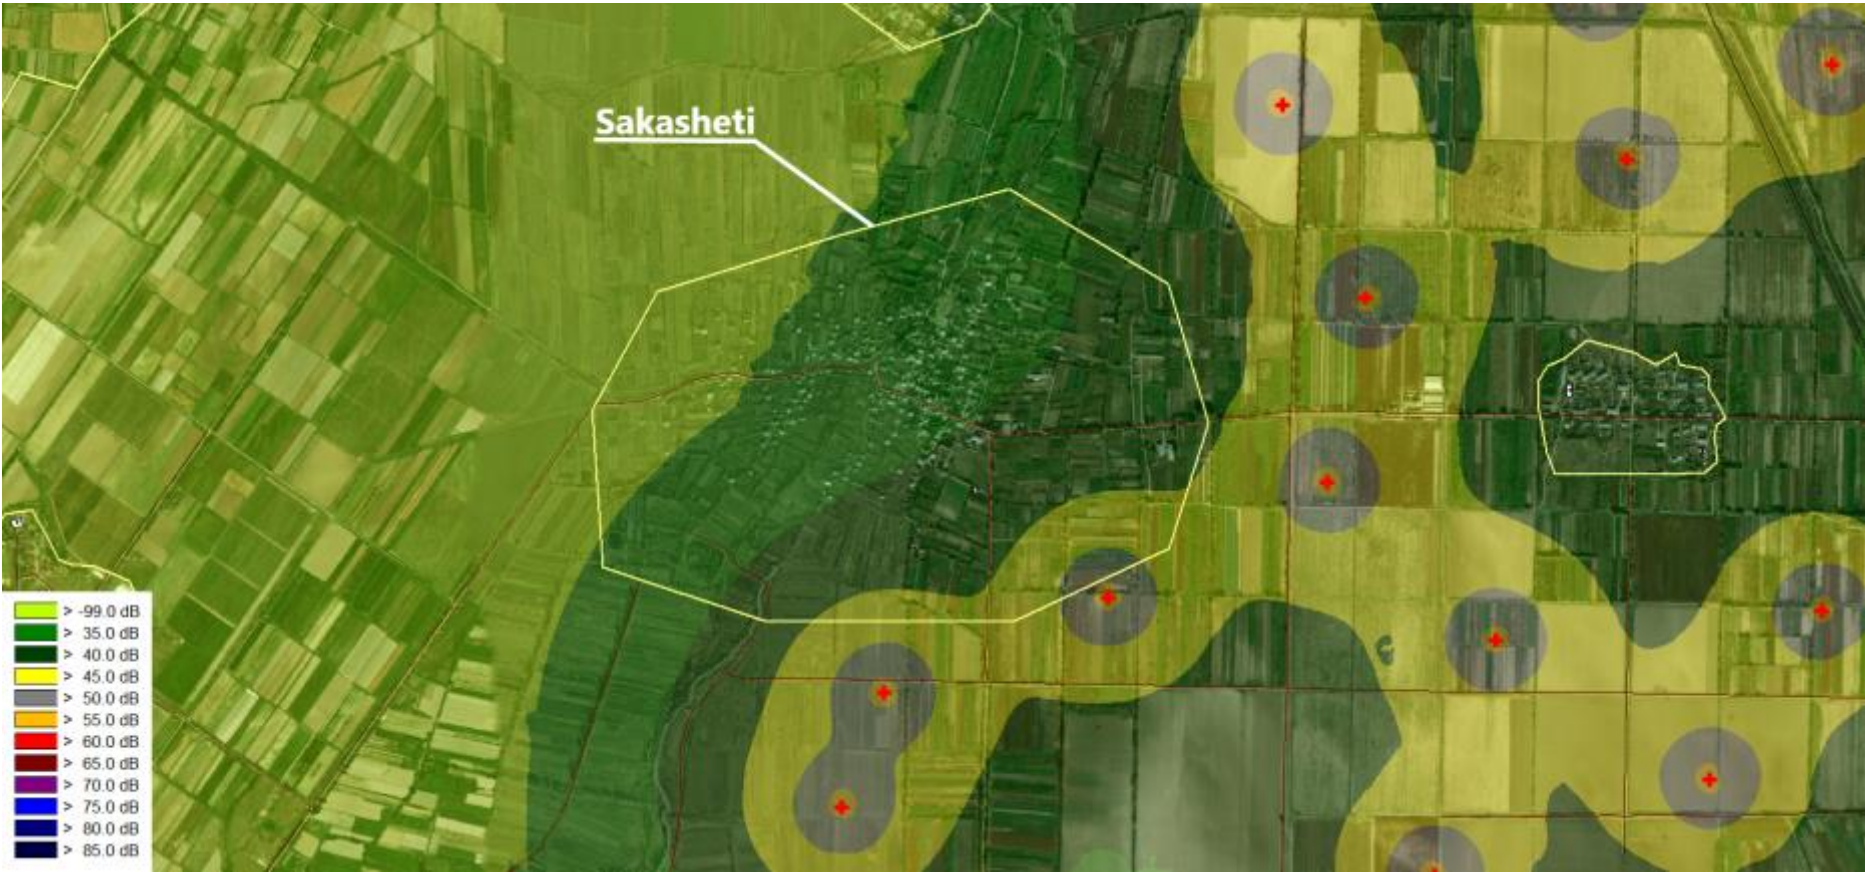 Sakasheti
> -99.0 dB
> 35.0 dB
> 40.0 dB
> 45.0 dB
> 50.0 dB
> 55.0 dB
> 60.0 dB
> 65.0 dB
> 70.0 dB
> 75.0 dB
> 80.0 dB
> 85.0 dB